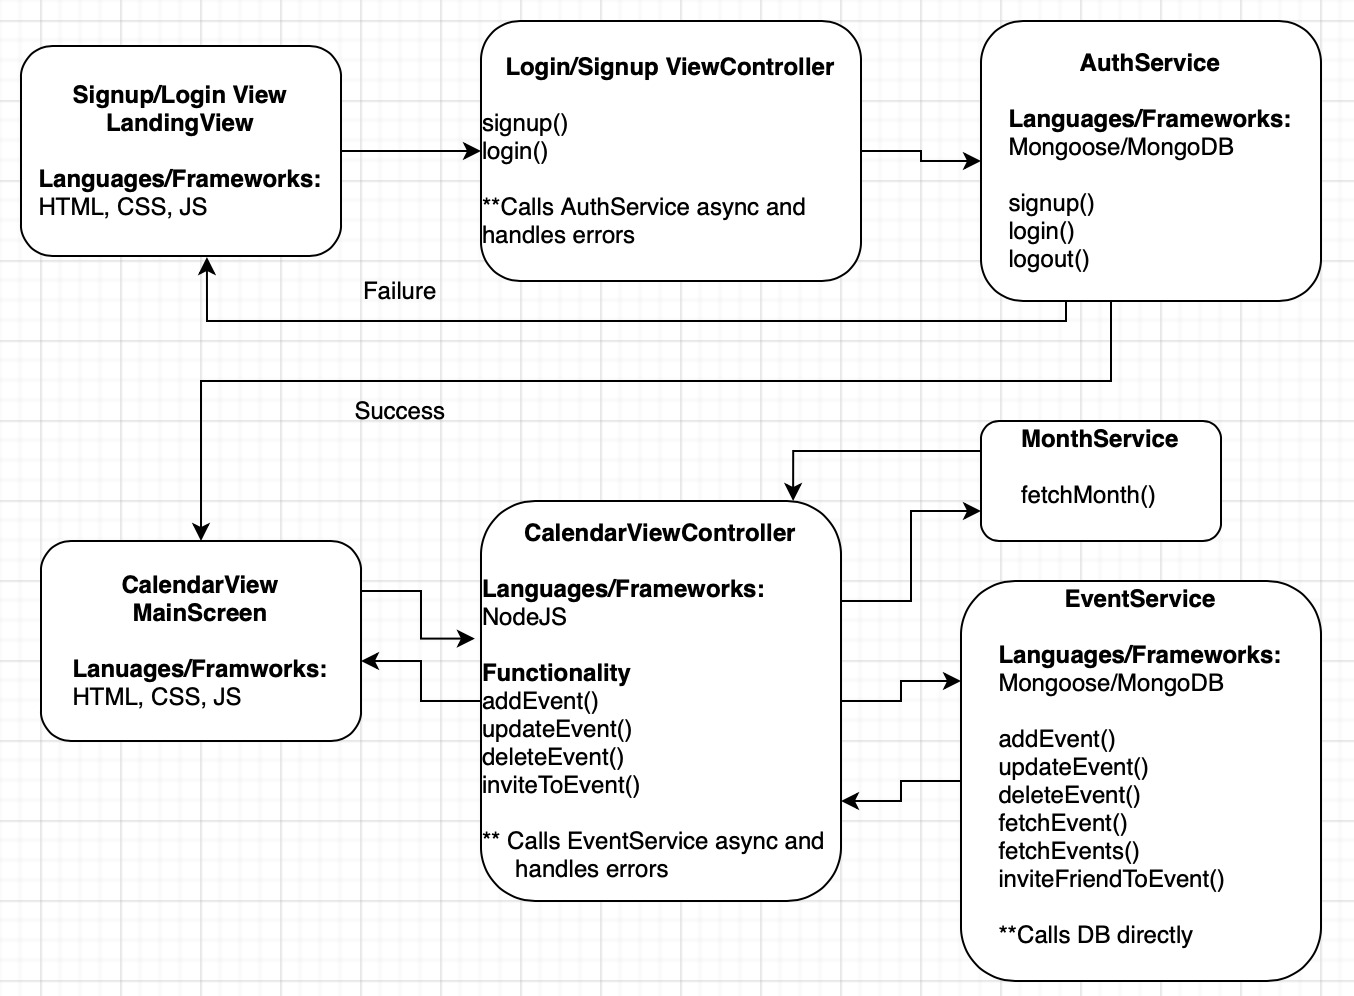 Signup/Login View
LandingView
Languages/Frameworks:
HTML, CSS, JS
Login/Signup ViewController
signup()
login()
**Calls AuthService async and
handles errors
AuthService
Languages/Frameworks:
Mongoose/MongoDB
signup()
login()
logout()
Failure
Success
MonthService
fetchMonth()
CalendarView
MainScreen
Lanuages/Framworks:
HTML, CSS, JS
CalendarViewController
Languages/Frameworks:
NodeJS
Functionality
addEvent()
updateEvent()
deleteEvent()
inviteToEvent()
** Calls EventService async and
handles errors
EventService
Languages/Frameworks:
Mongoose/MongoDB
addEvent()
updateEvent()
deleteEvent()
fetchEvent()
fetchEvents()
inviteFriendToEvent()
**Calls DB directly